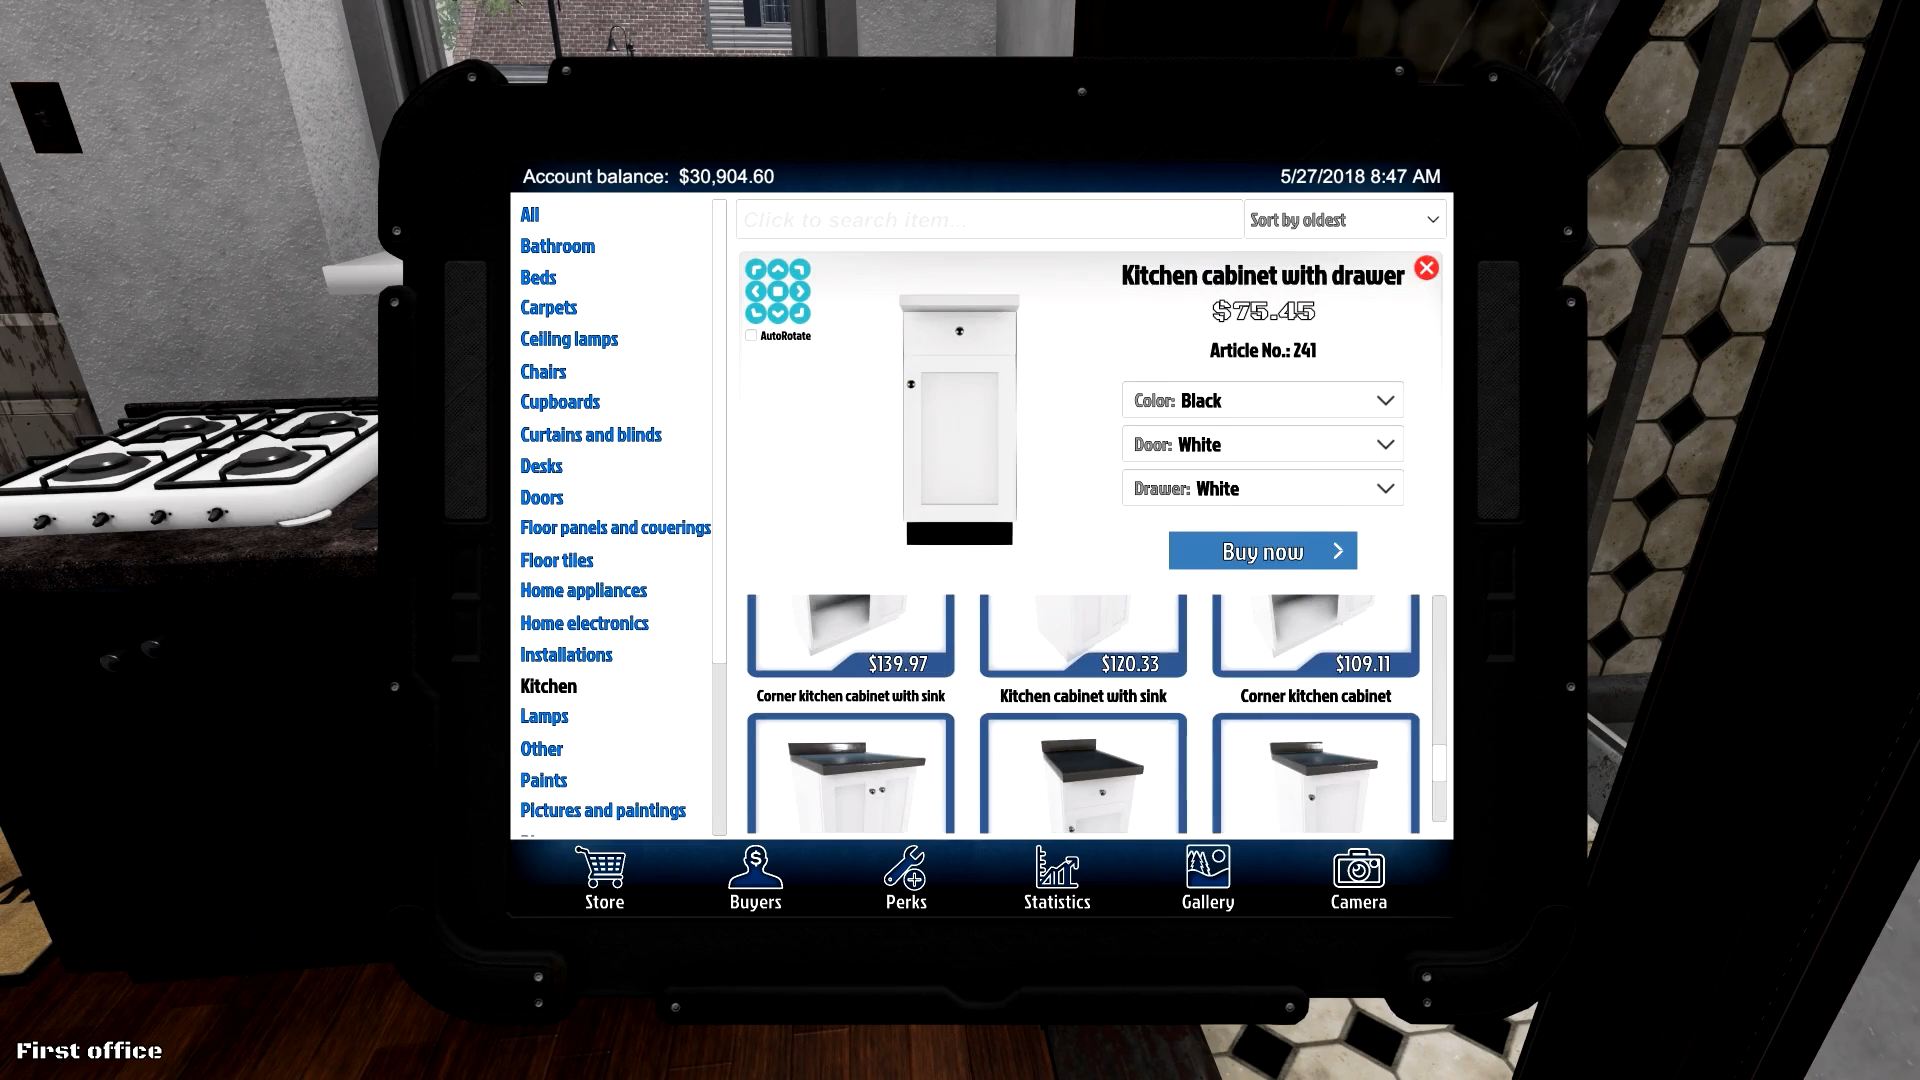 Account balance: $30,904.60
5/27/2018 8:47 AM
All
Bathroom
Beds
Carpets
Ceiling lamps
Chairs
Cupboards
Curtains and blinds
Desks
Doors
Floor panels and coverings
Floor tiles
Home appliances
Home electronics
Installations
Kitchen
Lamps
Other
Paints
Pictures and paintings
Click to search item...
Sort by oldest
AutoRotate
Kitchen cabinet with drawer
$75.45
Article No.: 241
Color: Black
Door: White
Drawer: White
Buy now
$139.97
$120.33
$109.11
Corner kitchen cabinet with sink
Kitchen cabinet with sink
Corner kitchen cabinet
Store
Buyers
Perks
Statistics
Gallery
Camera
First office